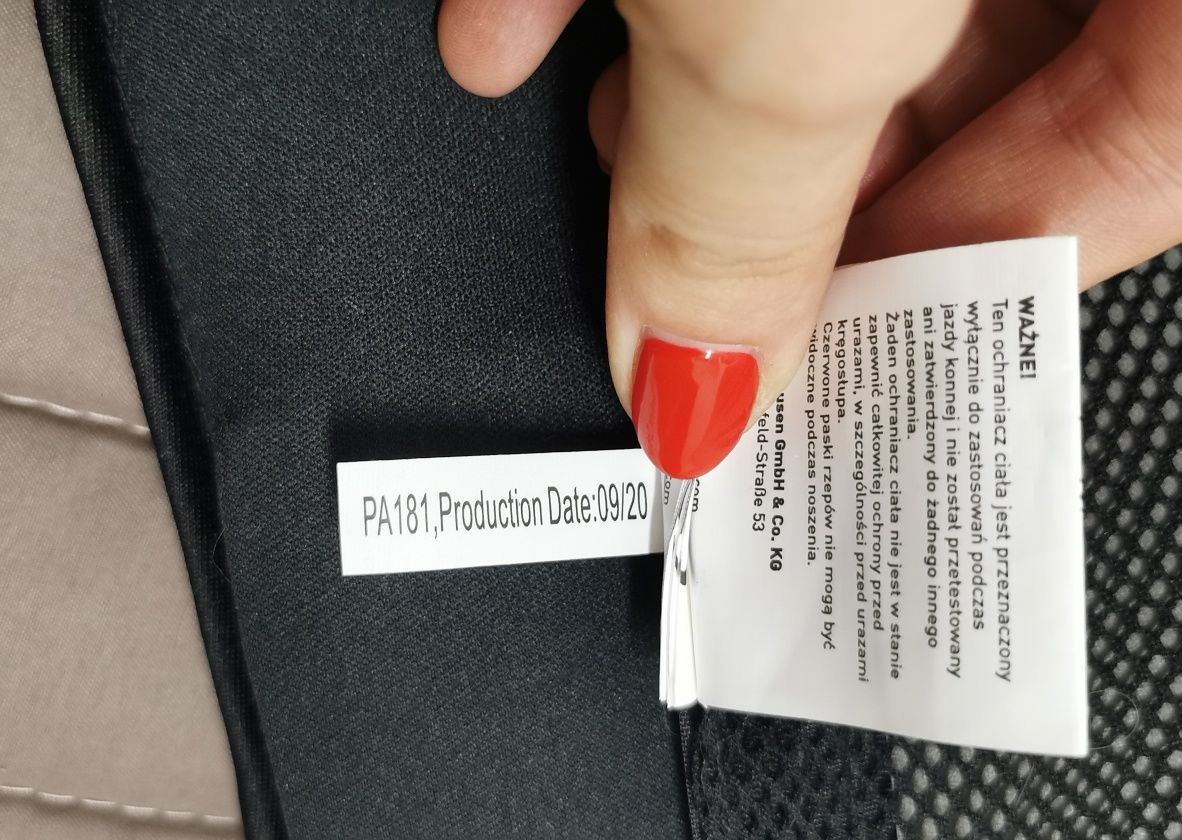 PA181,Production Date:09/20
WAŻNE!
Ten ochraniacz ciała jest przeznaczony
wyłącznie do zastosowań podczas
jazdy konnej i nie został przetestowany
ani zatwierdzony do żadnego innego
zastosowania.
Żaden ochraniacz ciała nie jest w stanie
zapewnić całkowitej ochrony przed
urazami, w szczególności przed urazami
kręgosłupa.
Czerwone paski rzepów nie mogą być
widoczne podczas noszenia.
GmbH & Co. KG
53